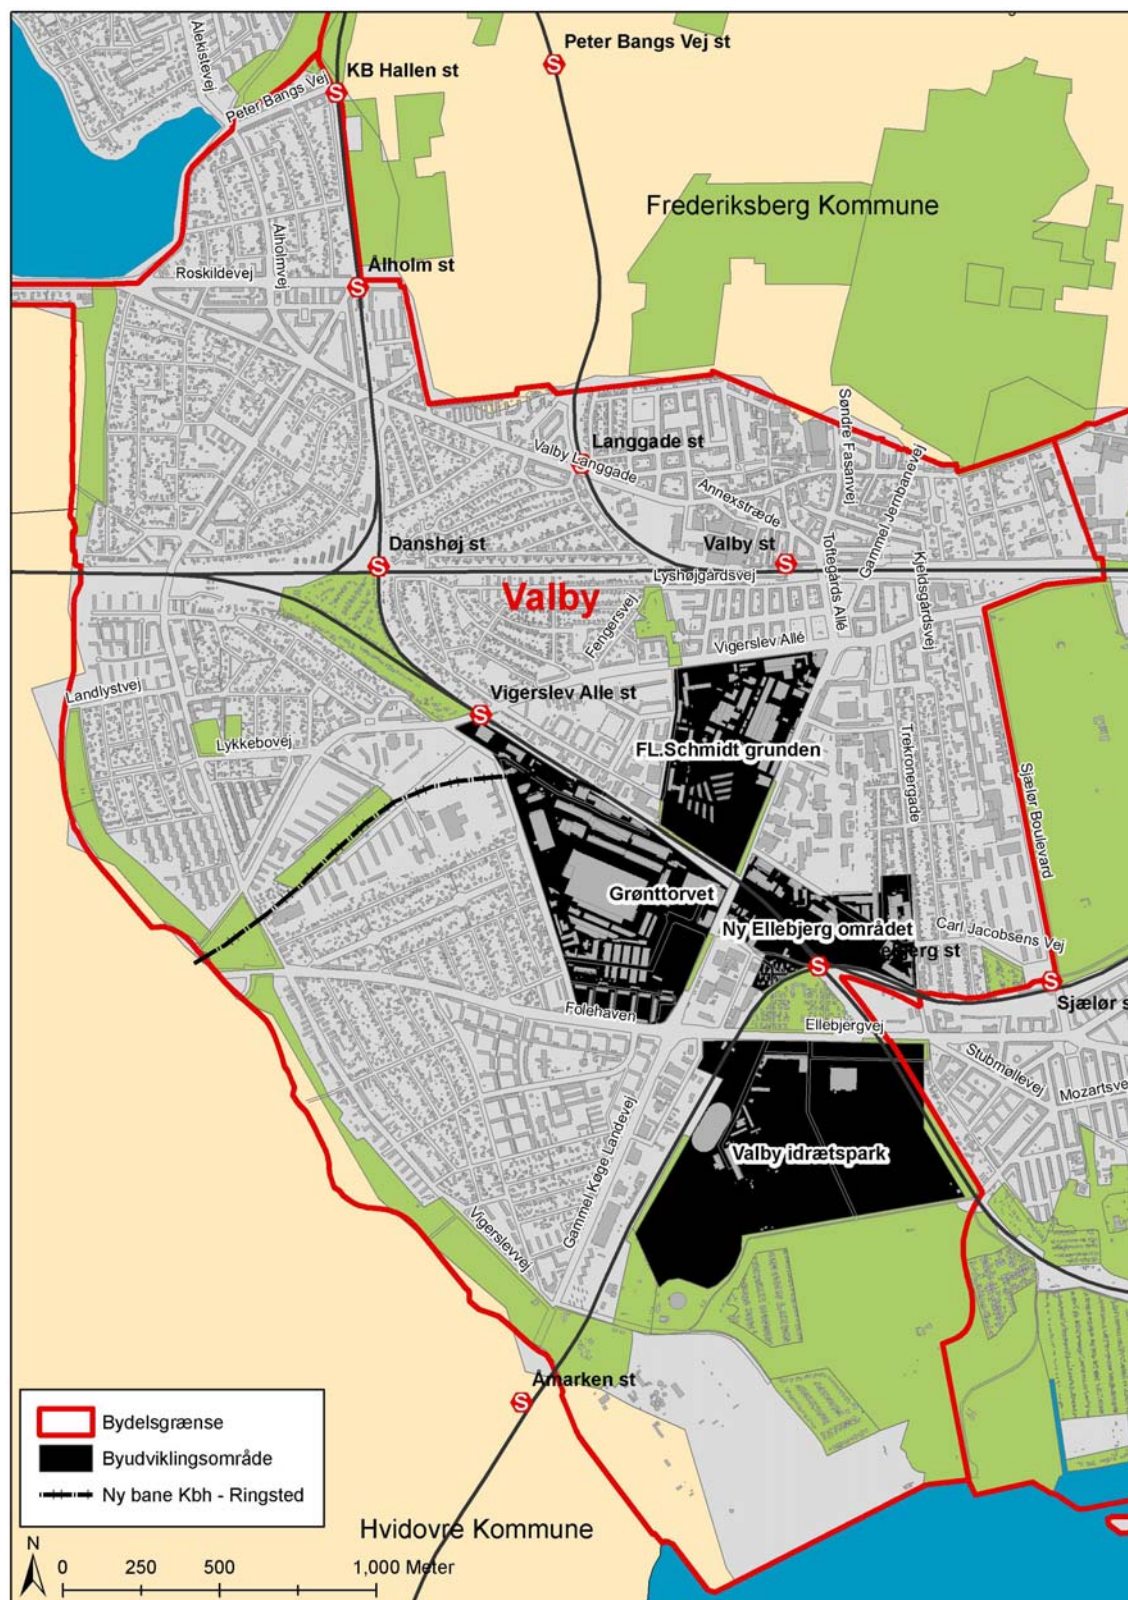 Ålekistevej
Peter Bangs Vej st
KB Hallen st
Peter Bangs Vej
Frederiksberg Kommune
Ålholmvej
Roskildevej
Ålholm st
Søndre Fasanvej
Langgade st
Valby Langgade
Gammel Jernbanevej
Annexstræde
Danshøj st
Valby st
Lyshøjgårdsvej
Toftegårds Allé
Kjeldsgårdsvej
Valby
Fengersvej
Vigerslev Allé
Landlystvej
Vigerslev Alle st
Lykkebovej
FL.Schmidt grunden
Trekronergade
Sjælør Boulevard
Grønttorvet
Ny Ellebjerg området
Carl Jacobsens Vej
Sjælør s
Folehaven
Ellebjergvej
Stubmøllevej
Mozartsve
Valby idrætspark
Gammel Køge Landevej
Vigerslevvej
Åmarken st
Bydelsgrænse
Byudviklingsområde
Ny bane Kbh - Ringsted
Hvidovre Kommune
N
0 250 500 1,000 Meter